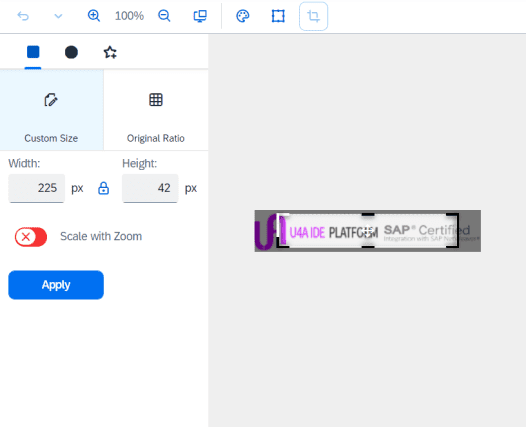 100%
Custom Size
Original Ratio
Width:
Height:
225 px
42 px
Scale with Zoom
Apply
U4A IDE PLATFORM SAP® Certified
Integration with SAP